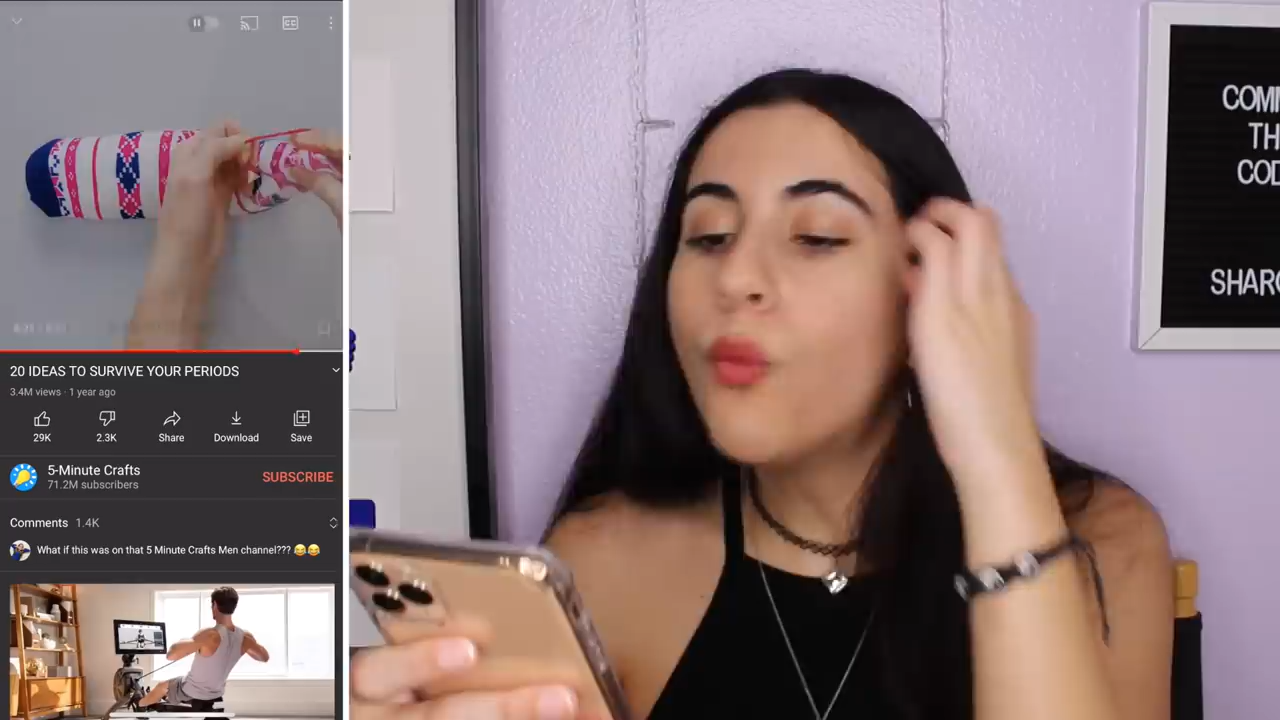 CC
20 IDEAS TO SURVIVE YOUR PERIODS
3.4M views · 1 year ago
29K
2.3K
Share
Download
Save
5-Minute Crafts
71.2M subscribers
SUBSCRIBE
Comments 1.4K
What if this was on that 5 Minute Crafts Men channel??? 😂😂
COM
TH
COD
SHAR